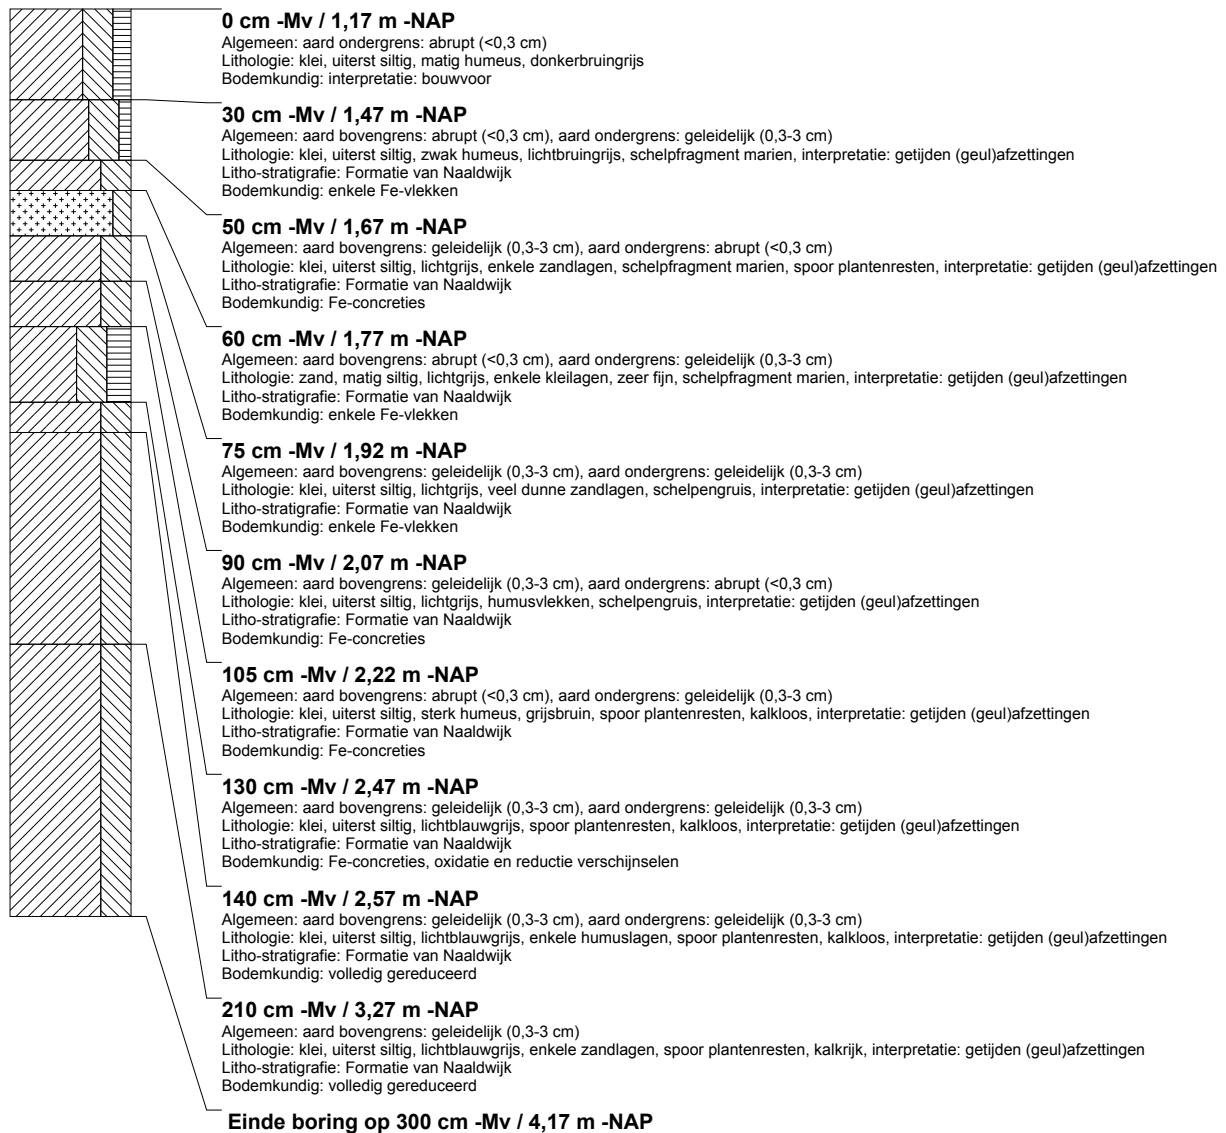 0 cm -Mv / 1,17 m -NAP
Algemeen: aard ondergrens: abrupt (<0,3 cm)
Lithologie: klei, uiterst siltig, matig humeus, donkerbruingrijs
Bodemkundig: interpretatie: bouwvoor
30 cm -Mv / 1,47 m -NAP
Algemeen: aard bovengrens: abrupt (<0,3 cm), aard ondergrens: geleidelijk (0,3-3 cm)
Lithologie: klei, uiterst siltig, zwak humeus, lichtbruingrijs, schelpfragment marien, interpretatie: getijden (geul)afzettingen
Litho-stratigrafie: Formatie van Naaldwijk
Bodemkundig: enkele Fe-vlekken
50 cm -Mv / 1,67 m -NAP
Algemeen: aard bovengrens: geleidelijk (0,3-3 cm), aard ondergrens: abrupt (<0,3 cm)
Lithologie: klei, uiterst siltig, lichtgrijs, enkele zandlagen, schelpfragment marien, spoor plantenresten, interpretatie: getijden (geul)afzettingen
Litho-stratigrafie: Formatie van Naaldwijk
Bodemkundig: Fe-concreties
60 cm -Mv / 1,77 m -NAP
Algemeen: aard bovengrens: abrupt (<0,3 cm), aard ondergrens: geleidelijk (0,3-3 cm)
Lithologie: zand, matig siltig, lichtgrijs, enkele kleilagen, zeer fijn, schelpfragment marien, interpretatie: getijden (geul)afzettingen
Litho-stratigrafie: Formatie van Naaldwijk
Bodemkundig: enkele Fe-vlekken
75 cm -Mv / 1,92 m -NAP
Algemeen: aard bovengrens: geleidelijk (0,3-3 cm), aard ondergrens: geleidelijk (0,3-3 cm)
Lithologie: klei, uiterst siltig, lichtgrijs, veel dunne zandlagen, schelpengruis, interpretatie: getijden (geul)afzettingen
Litho-stratigrafie: Formatie van Naaldwijk
Bodemkundig: enkele Fe-vlekken
90 cm -Mv / 2,07 m -NAP
Algemeen: aard bovengrens: geleidelijk (0,3-3 cm), aard ondergrens: abrupt (<0,3 cm)
Lithologie: klei, uiterst siltig, lichtgrijs, humusvlekken, schelpengruis, interpretatie: getijden (geul)afzettingen
Litho-stratigrafie: Formatie van Naaldwijk
Bodemkundig: Fe-concreties
105 cm -Mv / 2,22 m -NAP
Algemeen: aard bovengrens: abrupt (<0,3 cm), aard ondergrens: geleidelijk (0,3-3 cm)
Lithologie: klei, uiterst siltig, sterk humeus, grijsbruin, spoor plantenresten, kalkloos, interpretatie: getijden (geul)afzettingen
Litho-stratigrafie: Formatie van Naaldwijk
Bodemkundig: Fe-concreties
130 cm -Mv / 2,47 m -NAP
Algemeen: aard bovengrens: geleidelijk (0,3-3 cm), aard ondergrens: geleidelijk (0,3-3 cm)
Lithologie: klei, uiterst siltig, lichtblauwgrijs, spoor plantenresten, kalkloos, interpretatie: getijden (geul)afzettingen
Litho-stratigrafie: Formatie van Naaldwijk
Bodemkundig: Fe-concreties, oxidatie en reductie verschijnselen
140 cm -Mv / 2,57 m -NAP
Algemeen: aard bovengrens: geleidelijk (0,3-3 cm), aard ondergrens: geleidelijk (0,3-3 cm)
Lithologie: klei, uiterst siltig, lichtblauwgrijs, enkele humuslagen, spoor plantenresten, kalkloos, interpretatie: getijden (geul)afzettingen
Litho-stratigrafie: Formatie van Naaldwijk
Bodemkundig: volledig gereduceerd
210 cm -Mv / 3,27 m -NAP
Algemeen: aard bovengrens: geleidelijk (0,3-3 cm)
Lithologie: klei, uiterst siltig, lichtblauwgrijs, enkele zandlagen, spoor plantenresten, kalkrijk, interpretatie: getijden (geul)afzettingen
Litho-stratigrafie: Formatie van Naaldwijk
Bodemkundig: volledig gereduceerd
Einde boring op 300 cm -Mv / 4,17 m -NAP